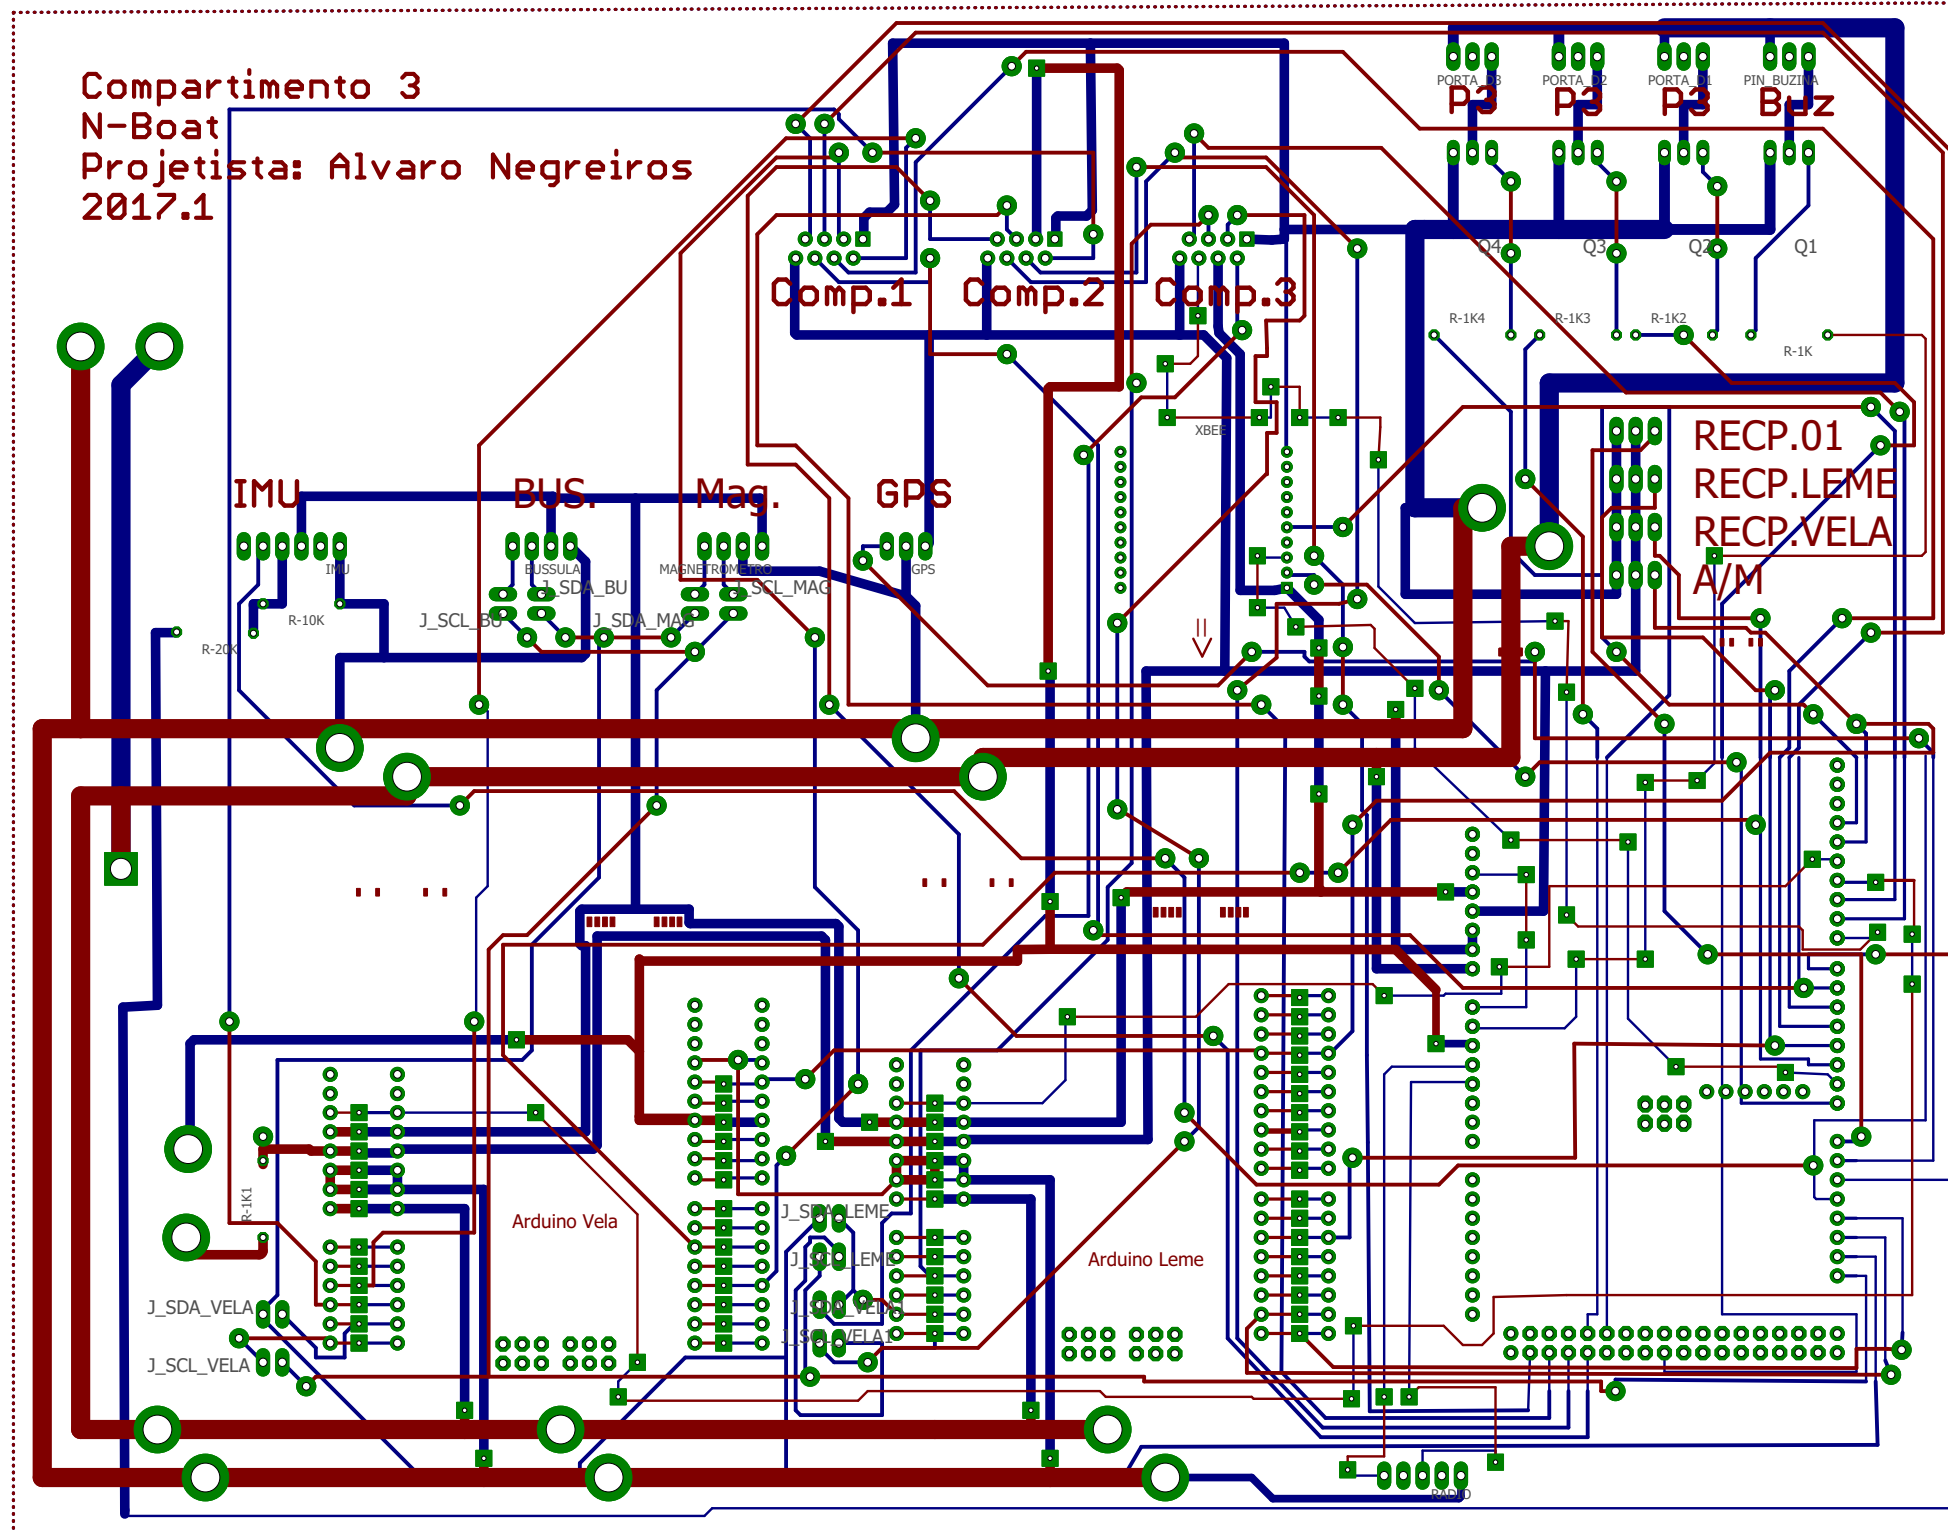 Compartimento 3
N-Boat
Projetista: Alvaro Negreiros
2017.1
PORTA_D3
PORTA_D2
PORTA_D1
PIN_BUZINA
P3
P3
P3
Buz
Q4
Q3
Q2
Q1
Comp.1
Comp.2
Comp.3
R-1K4
R-1K3
R-1K2
R-1K
XBEE
RECP.01
RECP.LEME
RECP.VELA
A/M
IMU
BUS.
Mag.
GPS
IMU
BUSSULA
MAGNETROMETRO
GPS
J_SDA_BU
J_SCL_MAG
J_SCL_BU
J_SDA_MAG
R-10K
R-20K
R-1K1
Arduino Vela
J_SDA_LEME
J_SCL_LEME
Arduino Leme
J_SDA_VELA
J_SDA_VELA1
J_SCL_VELA1
J_SCL_VELA
RADIO